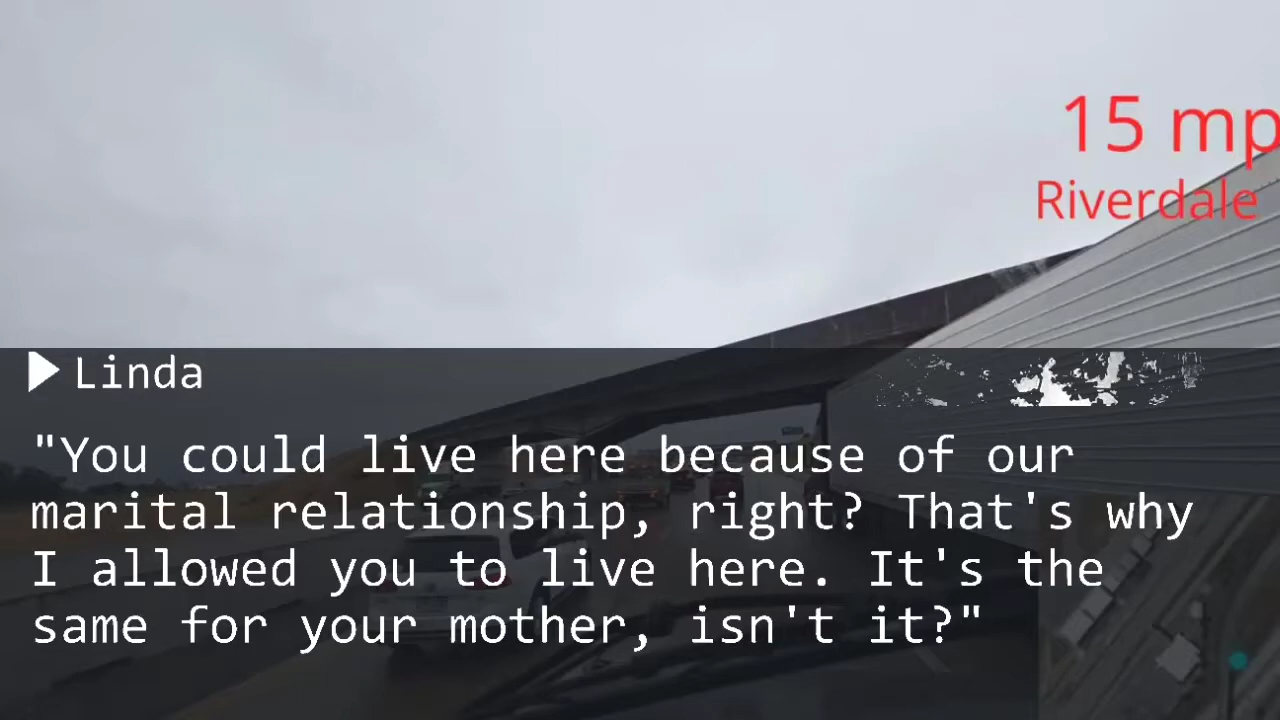 15 mp
Riverdale
Linda
"You could live here because of our
marital relationship, right? That's why
I allowed you to live here. It's the
same for your mother, isn't it?"